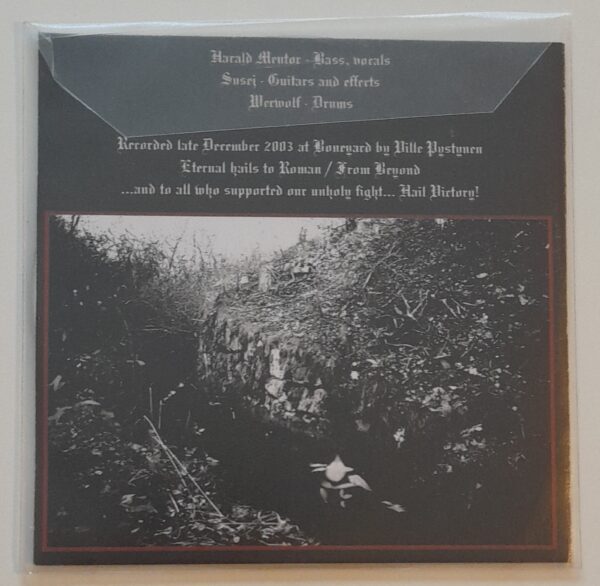 Harald Mentor - Bass, vocals
Susej - Guitars and effects
Werwolf - Drums
Recorded late December 2003 at Boneyard by Ville Pystynen
Eternal hails to Roman / From Beyond
...and to all who supported our unholy fight... Hail Victory!